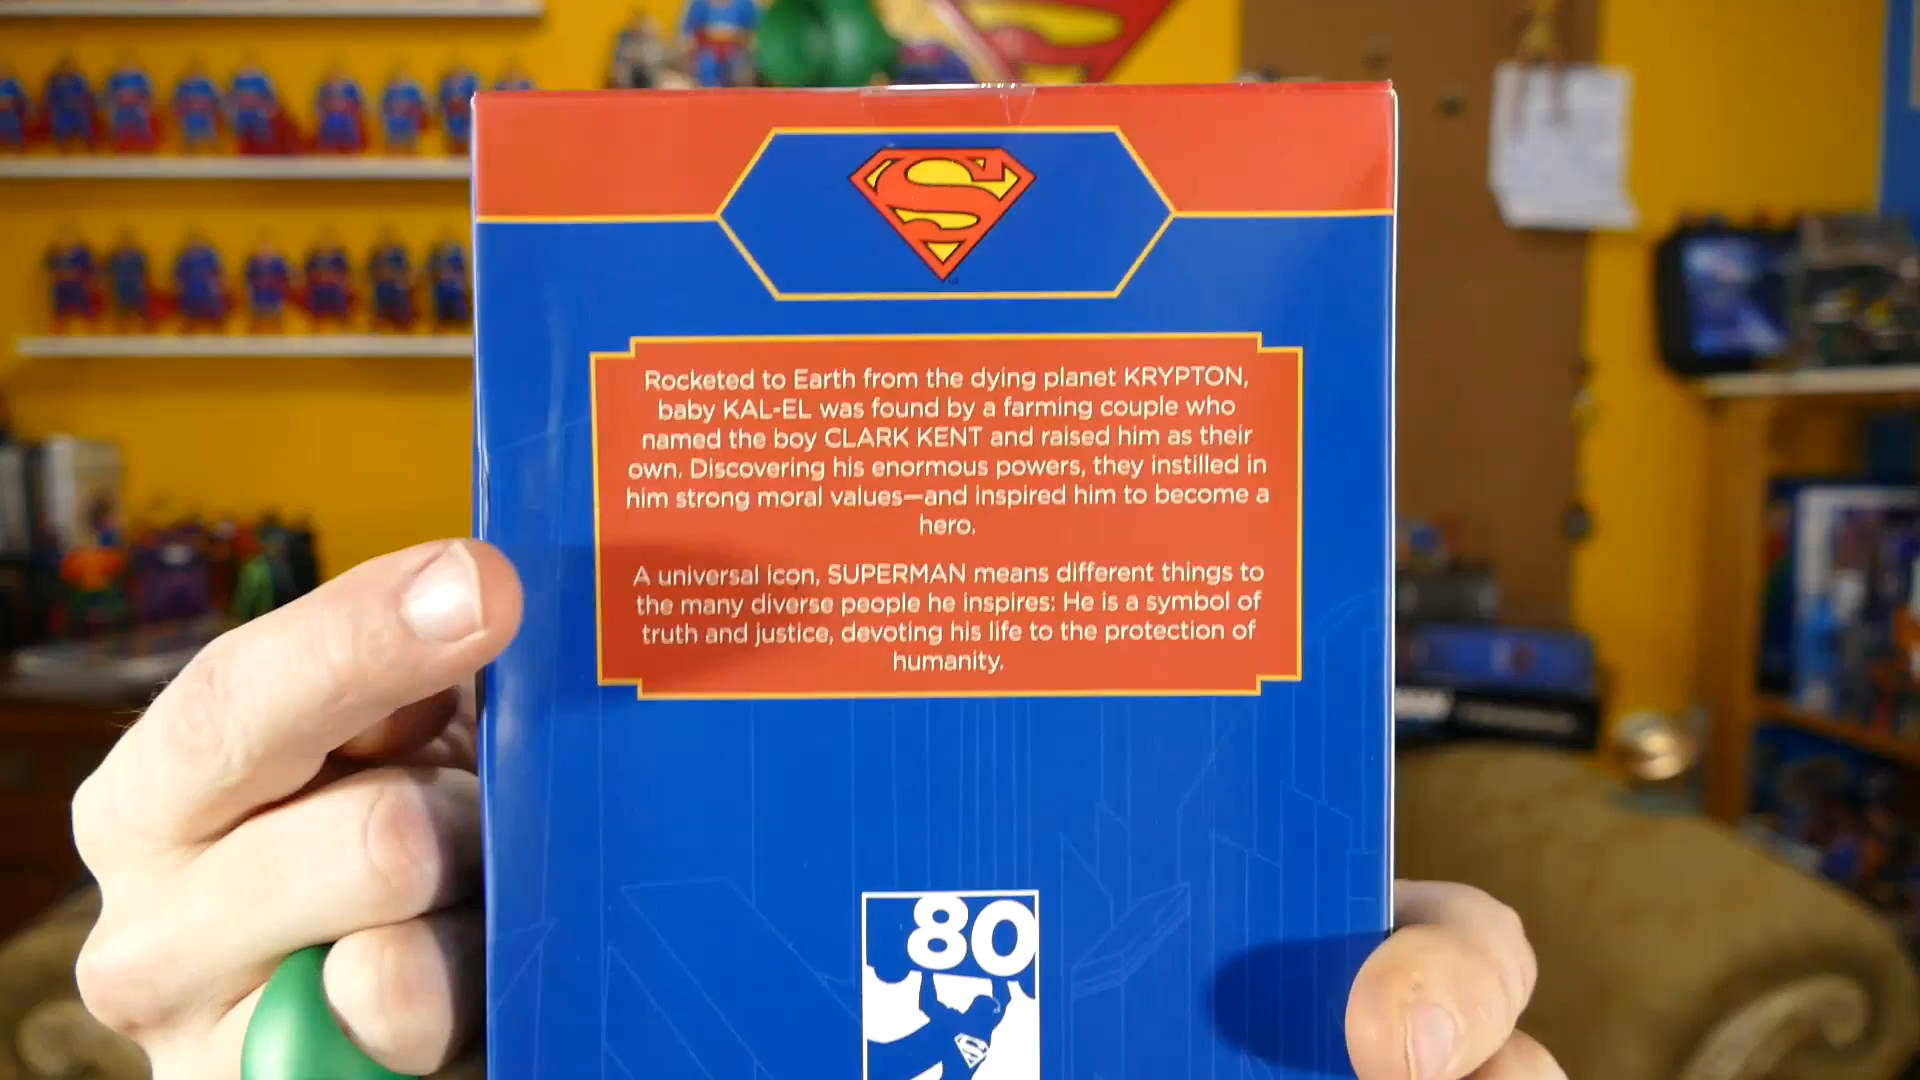 Rocketed to Earth from the dying planet KRYPTON,
baby KAL-EL was found by a farming couple who
named the boy CLARK KENT and raised him as their
own. Discovering his enormous powers, they instilled in
him strong moral values—and inspired him to become a
hero.
A universal icon, SUPERMAN means different things to
the many diverse people he inspires: He is a symbol of
truth and justice, devoting his life to the protection of
humanity.
80